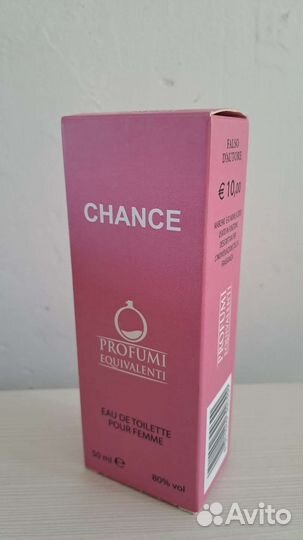 CHANCE
PROFUMI
EQUIVALENTI
EAU DE TOILETTE
POUR FEMME
50 ml ℮
80% vol
FALSO
D'AUTORE
€ 10,00
PROFUMI
EQUIVALENTI
Avito